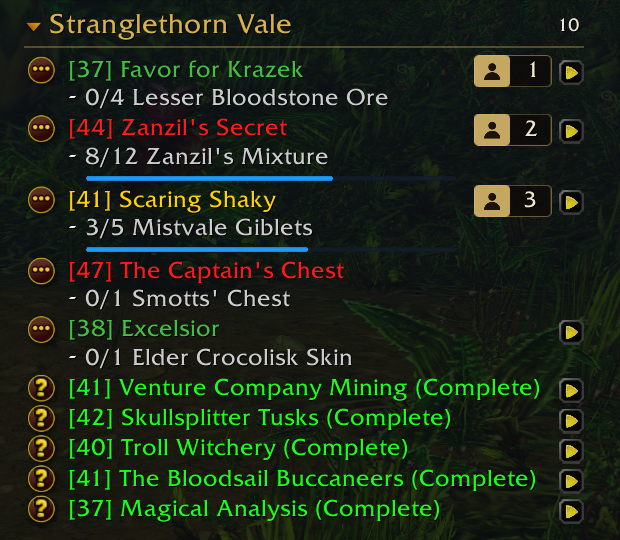 Stranglethorn Vale 10
[37] Favor for Krazek 1
- 0/4 Lesser Bloodstone Ore
[44] Zanzil's Secret 2
- 8/12 Zanzil's Mixture
[41] Scaring Shaky 3
- 3/5 Mistvale Giblets
[47] The Captain's Chest
- 0/1 Smotts' Chest
[38] Excelsior
- 0/1 Elder Crocolisk Skin
? [41] Venture Company Mining (Complete)
? [42] Skullsplitter Tusks (Complete)
? [40] Troll Witchery (Complete)
? [41] The Bloodsail Buccaneers (Complete)
? [37] Magical Analysis (Complete)